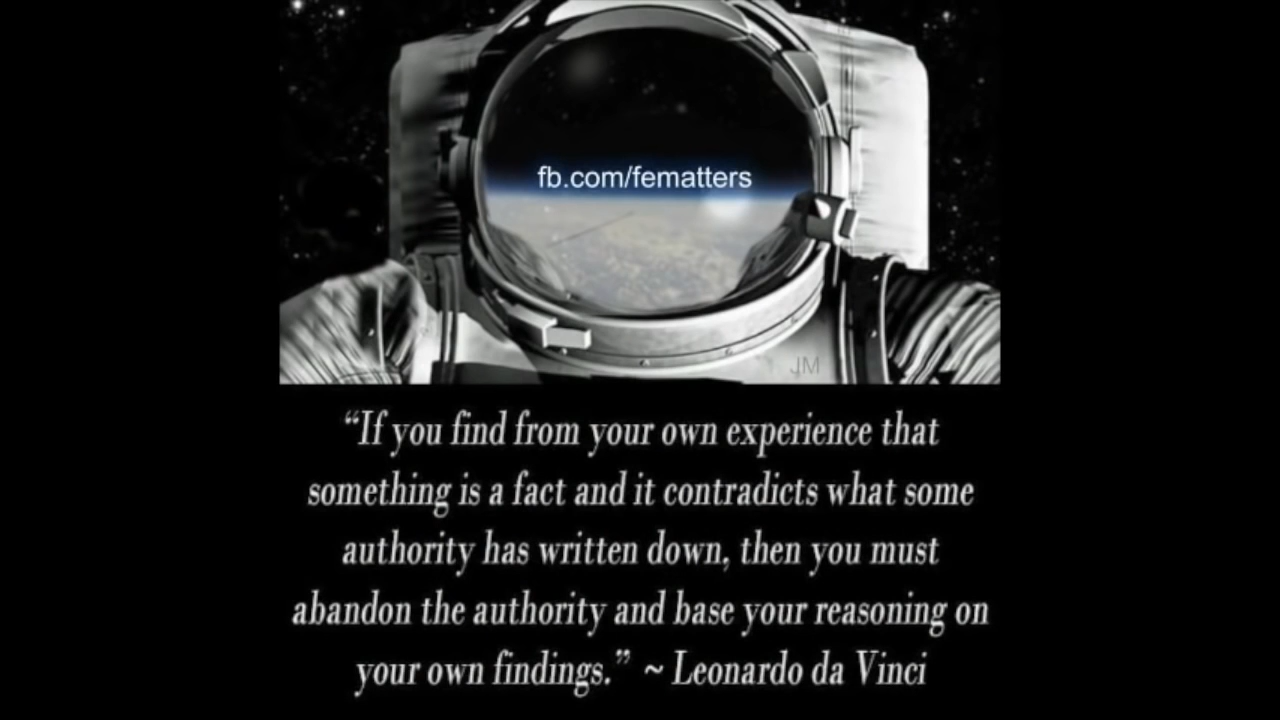 fb.com/fematters
JM
“If you find from your own experience that
something is a fact and it contradicts what some
authority has written down, then you must
abandon the authority and base your reasoning on
your own findings.” ~ Leonardo da Vinci